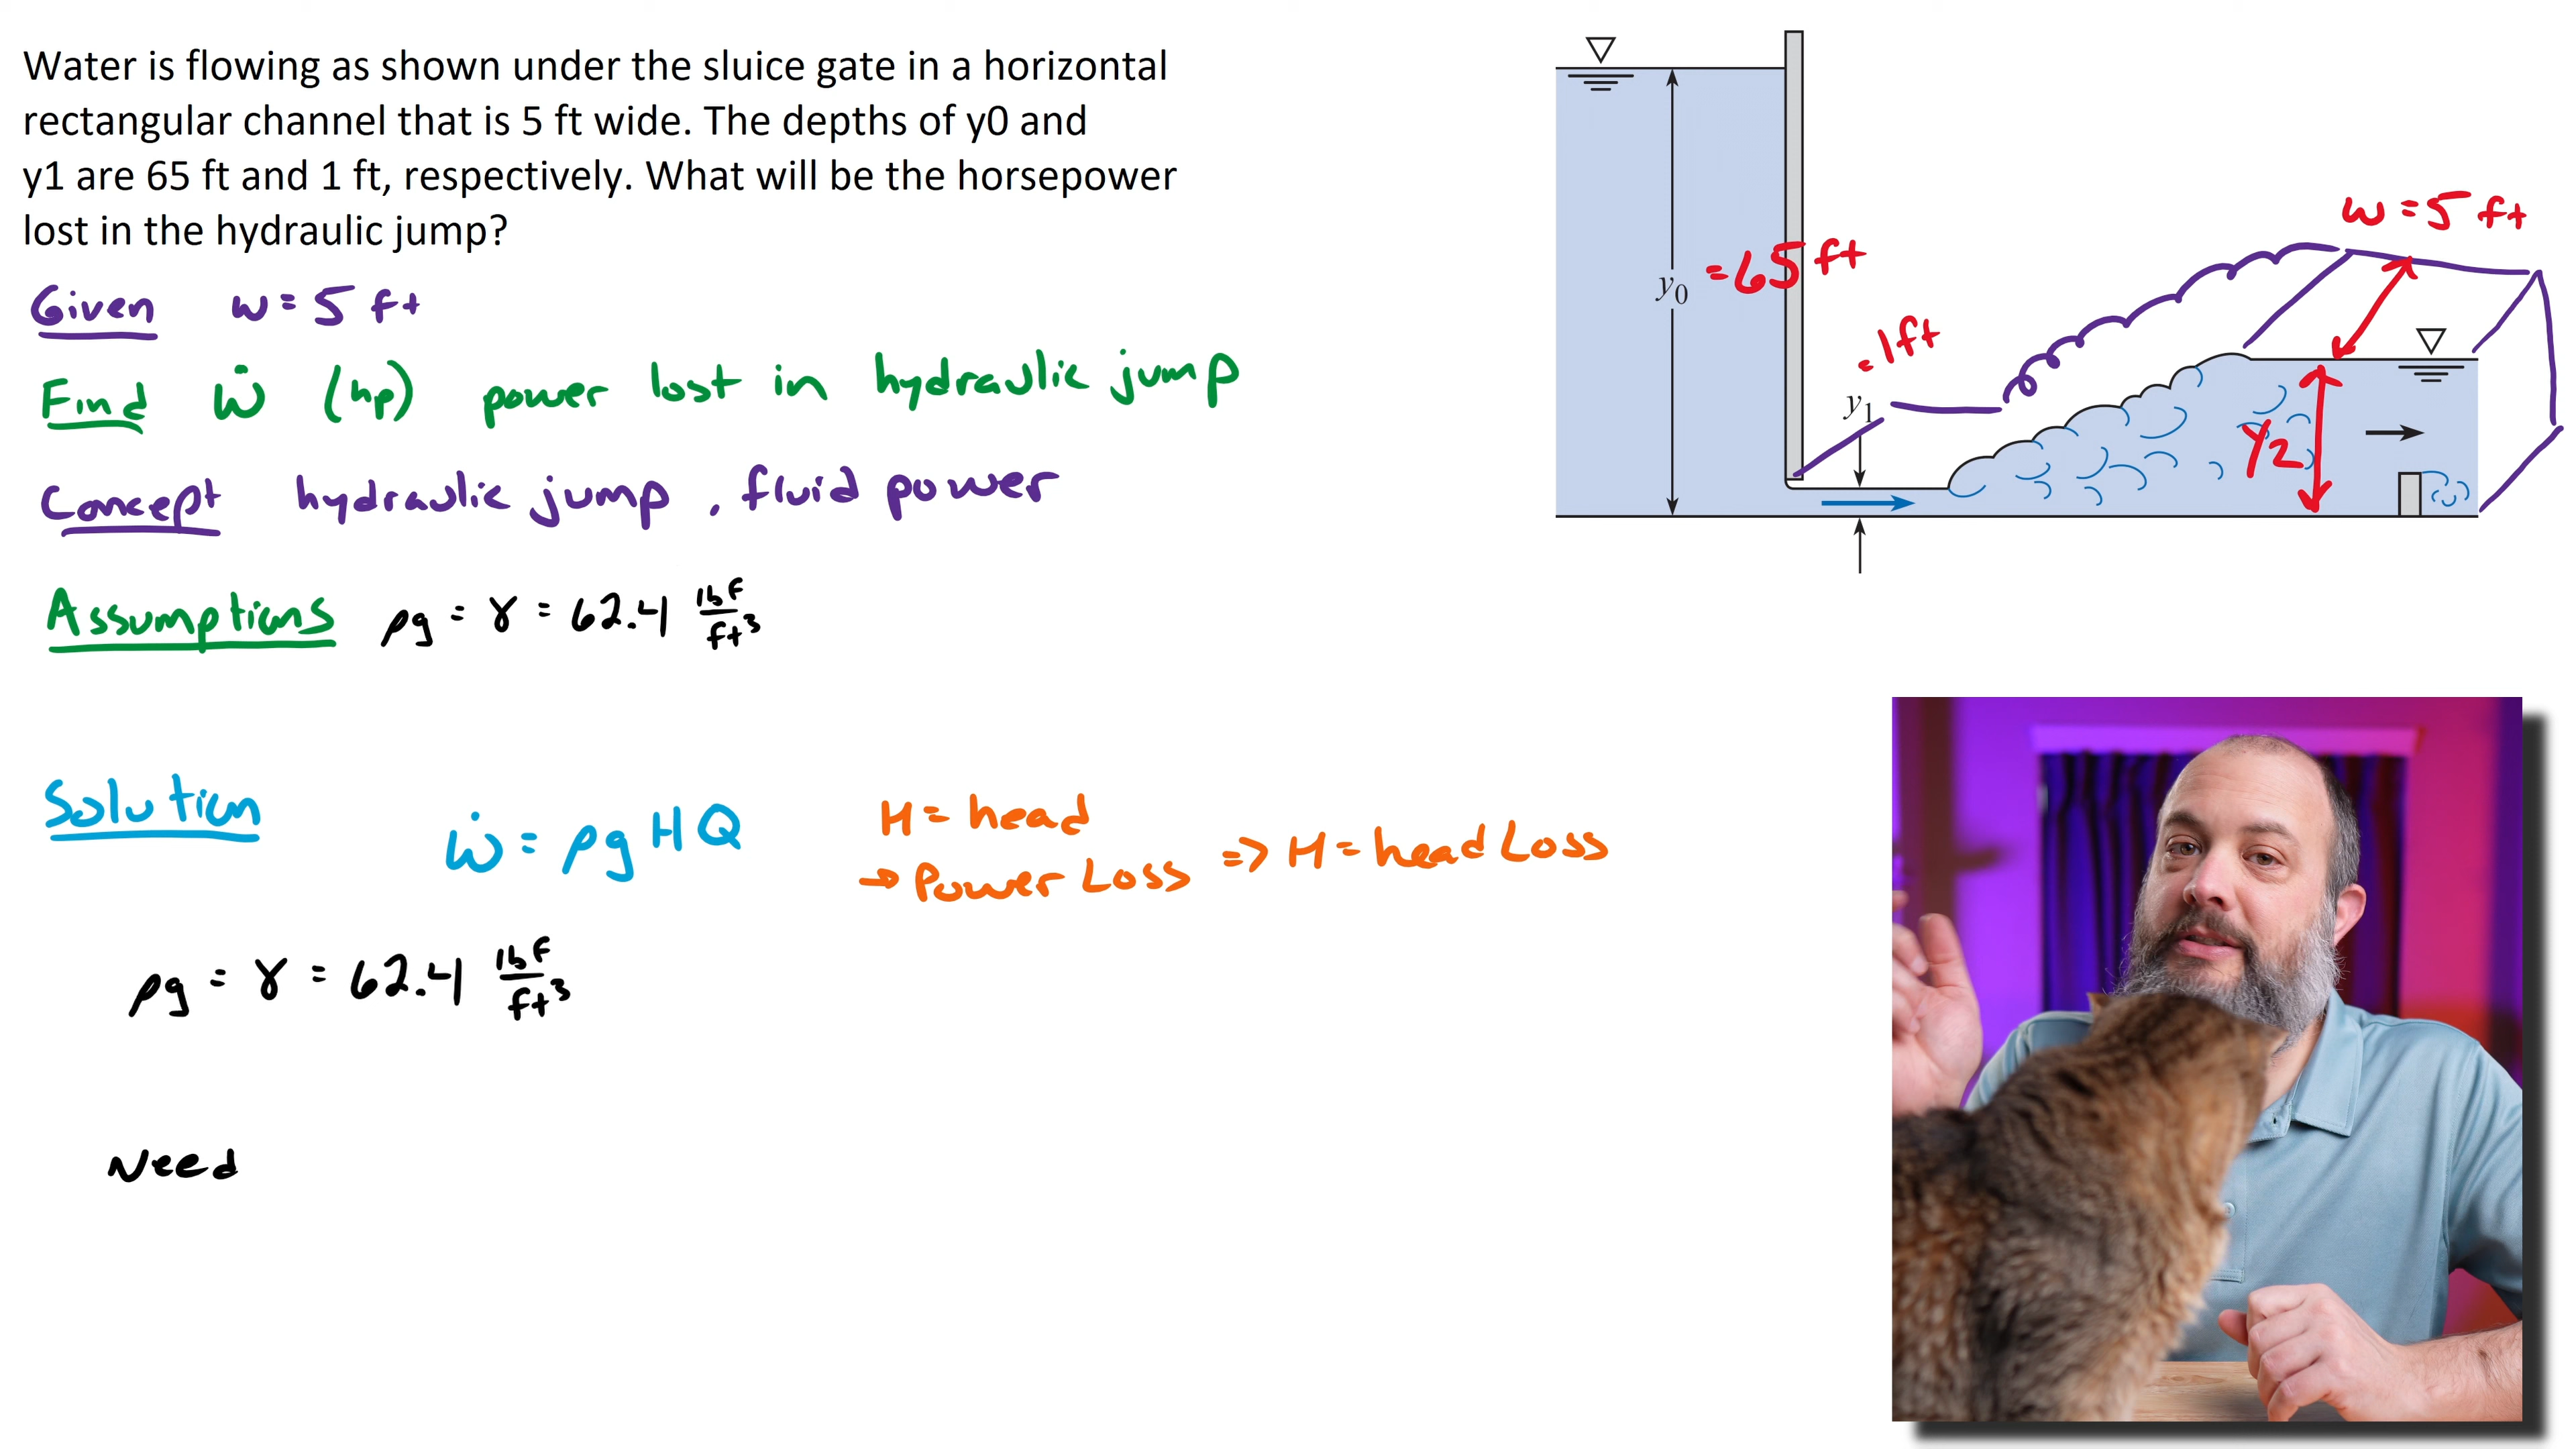 Water is flowing as shown under the sluice gate in a horizontal
rectangular channel that is 5 ft wide. The depths of y0 and
y1 are 65 ft and 1 ft, respectively. What will be the horsepower
lost in the hydraulic jump?
Given w = 5 ft
Find Ẇ (hp) power lost in hydraulic jump
Concept hydraulic jump, fluid power
Assumptions ρg = γ = 62.4 lbf/ft³
Solution Ẇ = ρgHQ
H = head
→ Power Loss => H = head Loss
ρg = γ = 62.4 lbf/ft³
Need
y₀ = 65 ft
= 1ft
y₁
w = 5 ft
y2